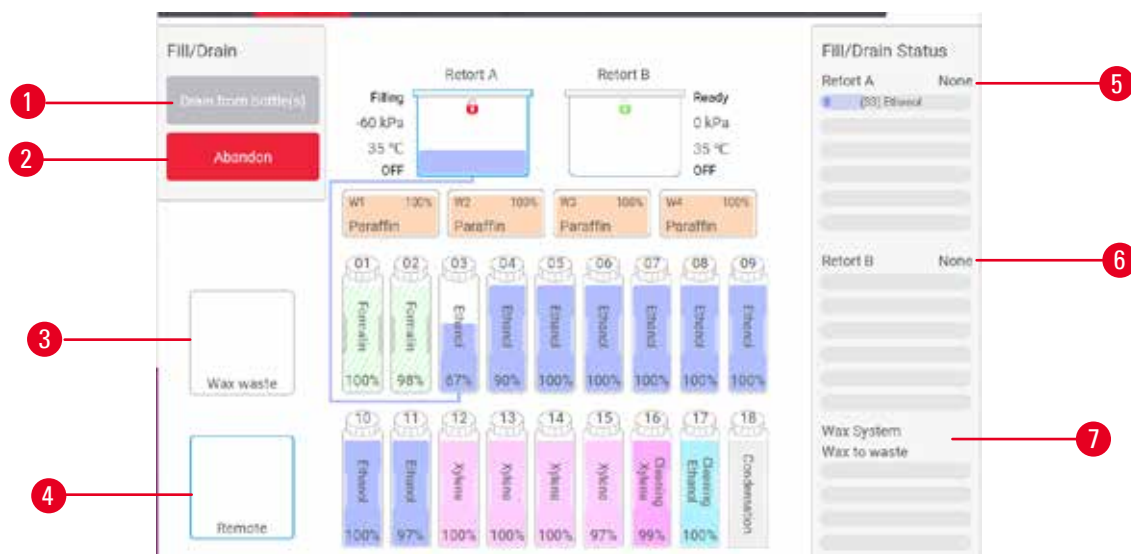 Fill/Drain
Drain from bottle(s)
Abandon
1
2
3
4
Wax waste
Remote
Retort A
Filling
-60 kPa
35 °C
OFF
Retort B
Ready
0 kPa
35 °C
OFF
W1 100% W2 100% W3 100% W4 100%
Paraffin Paraffin Paraffin Paraffin
01 02 03 04 05 06 07 08 09
Formalin Formalin Ethanol Ethanol Ethanol Ethanol Ethanol Ethanol Ethanol
100% 98% 67% 90% 100% 100% 100% 100% 100%
10 11 12 13 14 15 16 17 18
Ethanol Ethanol Xylene Xylene Xylene Xylene Cleaning Xylene Cleaning Ethanol Condensation
100% 97% 100% 100% 100% 97% 99% 100%
Fill/Drain Status
Retort A None
(S3) Ethanol
Retort B None
Wax System
Wax to waste
5
6
7